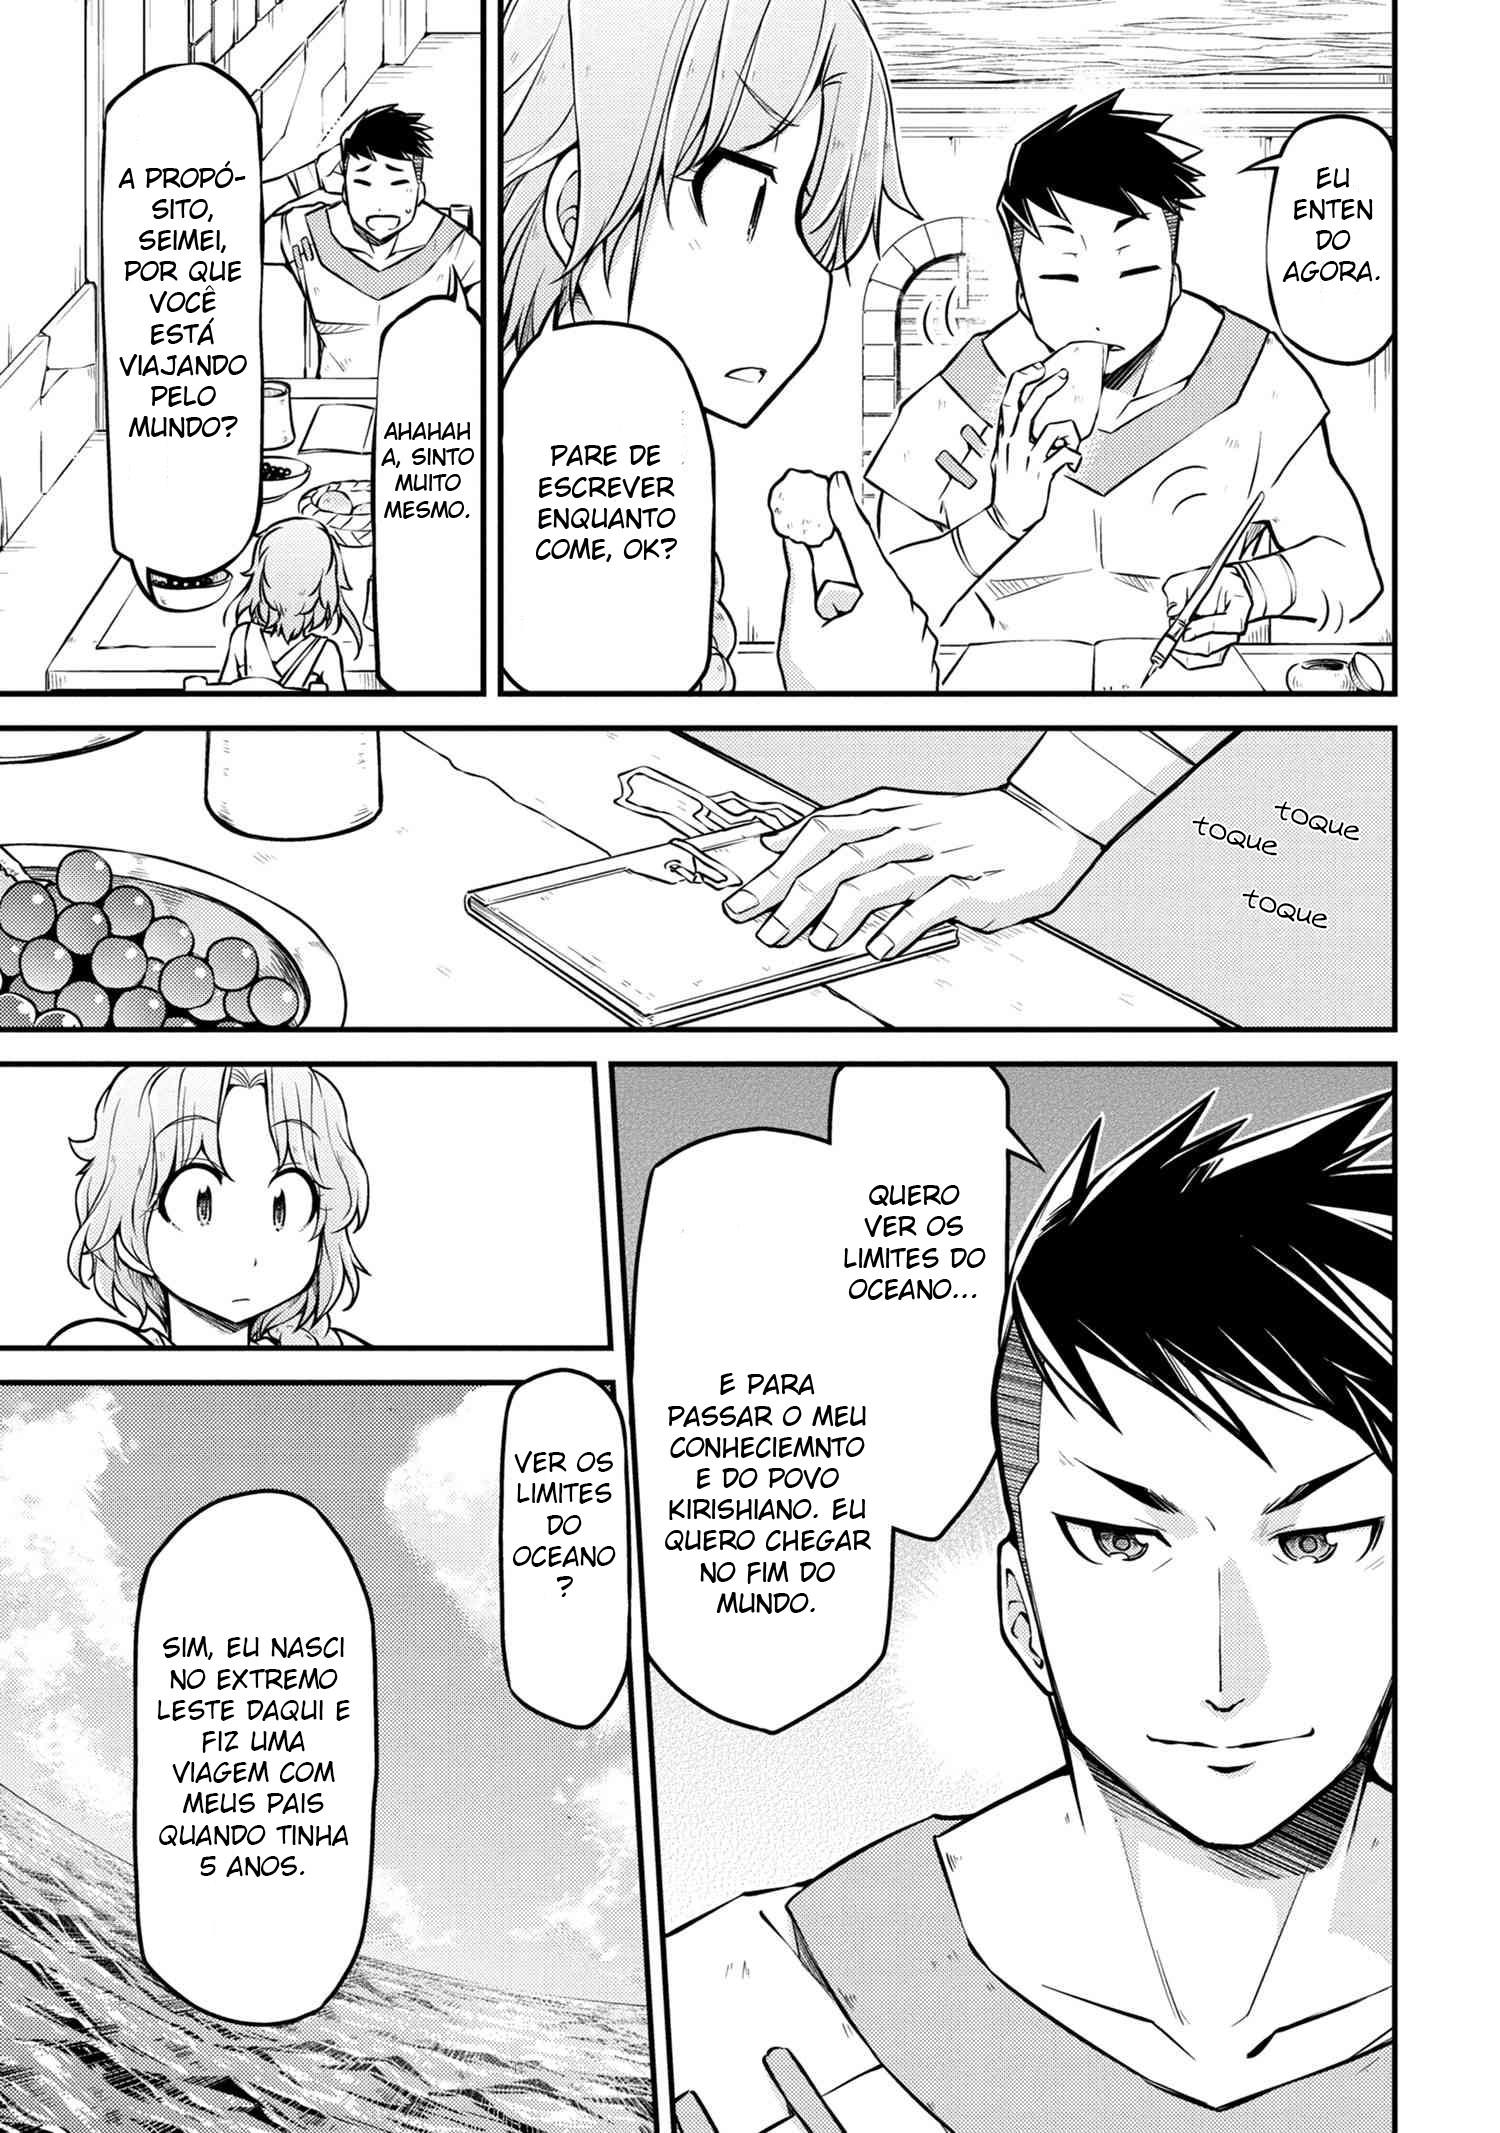 EU
ENTEN
DO
AGORA.
PARE DE
ESCREVER
ENQUANTO
COME, OK?
AHAHAH
A, SINTO
MUITO
MESMO.
A PROPÓ-
SITO,
SEIMEI,
POR QUE
VOCÊ
ESTÁ
VIAJANDO
PELO
MUNDO?
toque
toque
toque
QUERO
VER OS
LIMITES DO
OCEANO...
E PARA
PASSAR O MEU
CONHECIEMNTO
E DO POVO
KIRISHIANO. EU
QUERO CHEGAR
NO FIM DO
MUNDO.
VER OS
LIMITES
DO
OCEANO
?
SIM, EU NASCI
NO EXTREMO
LESTE DAQUI E
FIZ UMA
VIAGEM COM
MEUS PAIS
QUANDO TINHA
5 ANOS.